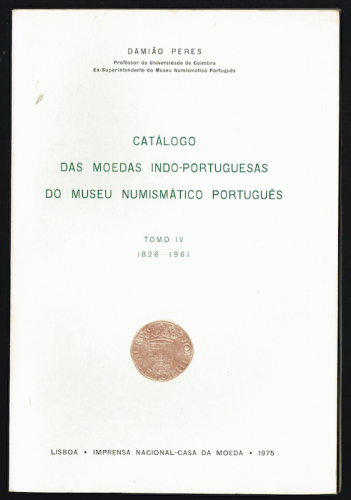 DAMIÃO PERES
Professor da Universidade de Coimbra
Ex-Superintendente do Museu Numismático Português
CATÁLOGO
DAS MOEDAS INDO-PORTUGUESAS
DO MUSEU NUMISMÁTICO PORTUGUÊS
TOMO IV
1826-1961
LISBOA • IMPRENSA NACIONAL-CASA DA MOEDA • 1975